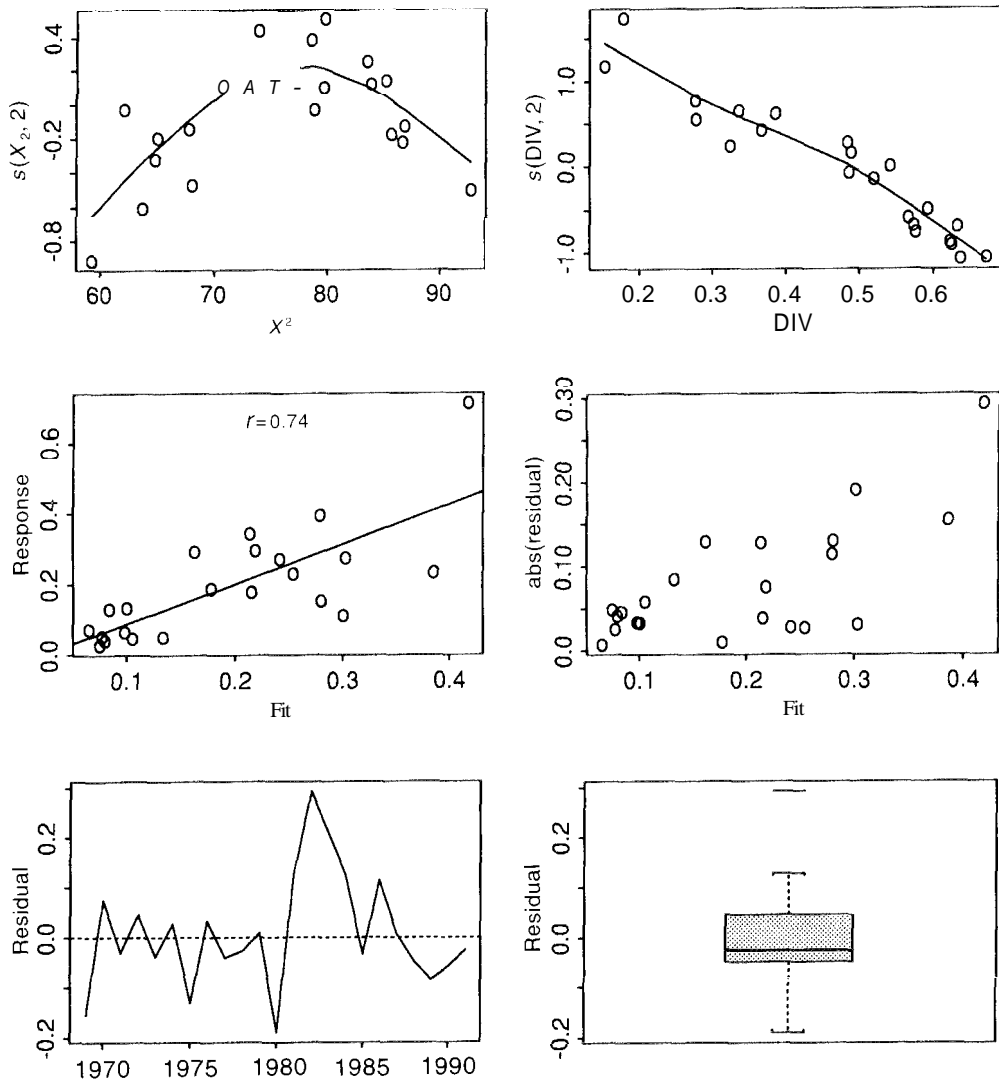 0.4
-0.2
-0.8
s(X₂, 2)
O A T -
60 70 80 90
X²
1.0
0.0
-1.0
s(DIV, 2)
0.2 0.3 0.4 0.5 0.6
DIV
0.6
0.4
0.2
0.0
Response
r=0.74
0.1 0.2 0.3 0.4
Fit
0.30
0.20
0.10
0.0
abs(residual)
0.1 0.2 0.3 0.4
Fit
0.2
0.0
-0.2
Residual
1970 1975 1980 1985 1990
0.2
0.0
-0.2
Residual